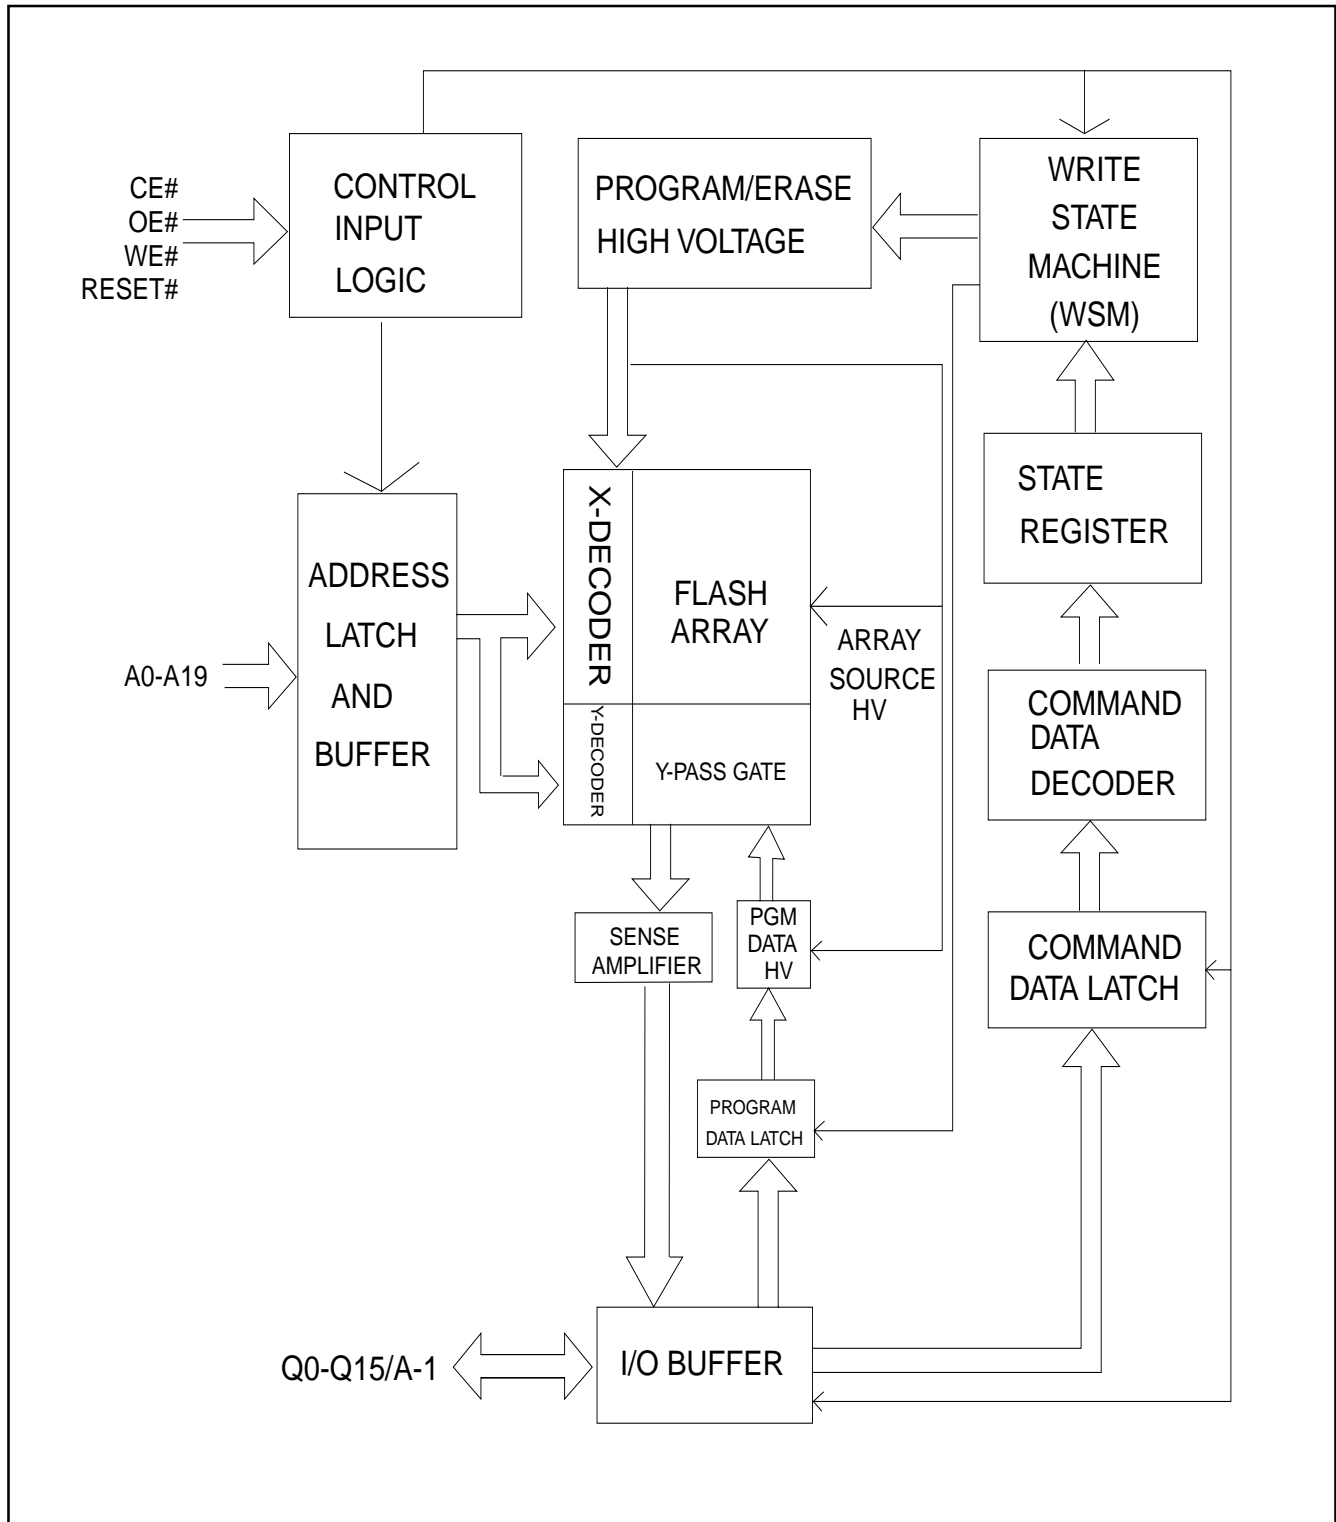 CE#
OE#
WE#
RESET#
CONTROL
INPUT
LOGIC
PROGRAM/ERASE
HIGH VOLTAGE
WRITE
STATE
MACHINE
(WSM)
STATE
REGISTER
ADDRESS
LATCH
AND
BUFFER
A0-A19
X-DECODER
FLASH
ARRAY
ARRAY
SOURCE
HV
Y-DECODER
Y-PASS GATE
COMMAND
DATA
DECODER
SENSE
AMPLIFIER
PGM
DATA
HV
COMMAND
DATA LATCH
PROGRAM
DATA LATCH
Q0-Q15/A-1
I/O BUFFER